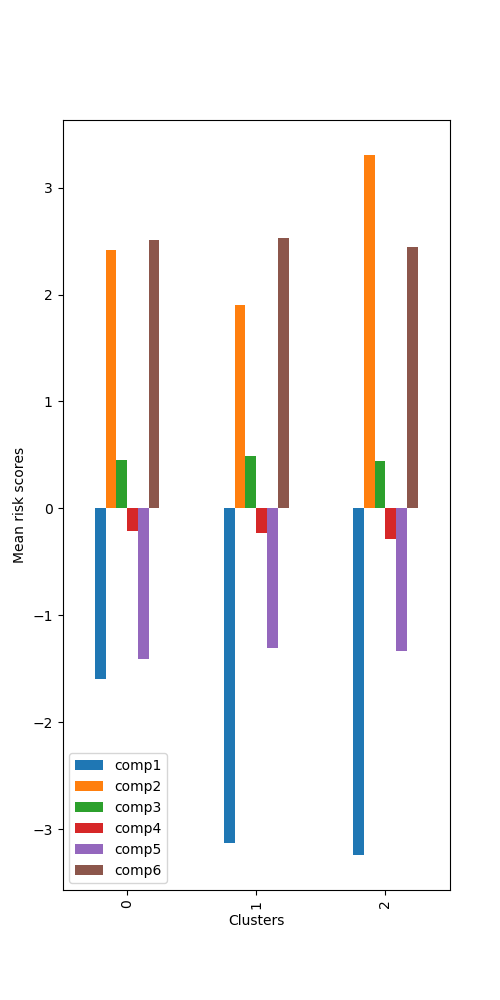 3
2
1
0
−1
−2
−3
Mean risk scores
comp1
comp2
comp3
comp4
comp5
comp6
0
1
2
Clusters